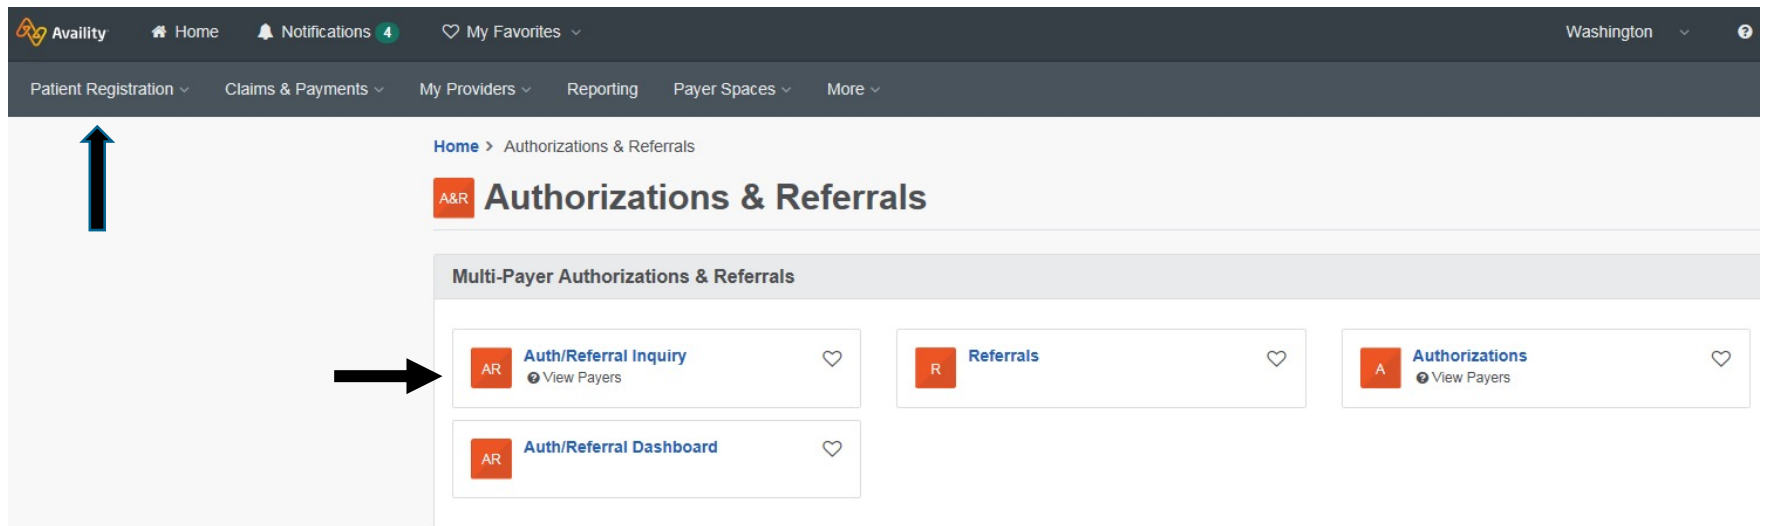 Availity Home Notifications 4 My Favorites Washington ?
Patient Registration Claims & Payments My Providers Reporting Payer Spaces More
Home > Authorizations & Referrals
A&R Authorizations & Referrals
Multi-Payer Authorizations & Referrals
AR Auth/Referral Inquiry
? View Payers
R Referrals
A Authorizations
? View Payers
AR Auth/Referral Dashboard